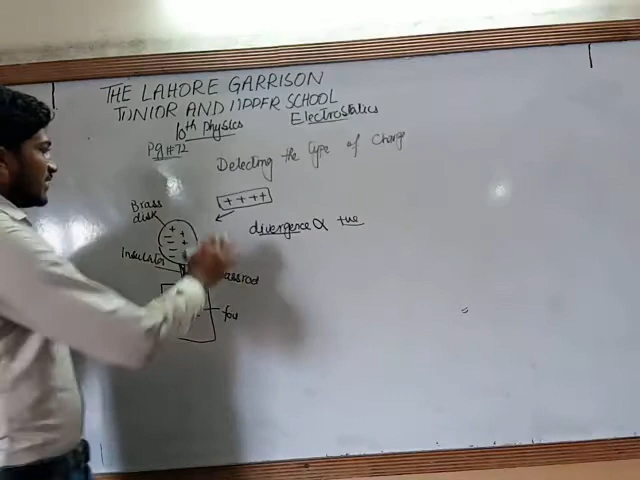 THE LAHORE GARRISON
JUNIOR AND UPPER SCHOOL
10th Physics
Electrostatics
Pg#72
Detecting the type of Charge
++++
Brass
disk
divergence ∝ +ve
Insulator
assrod